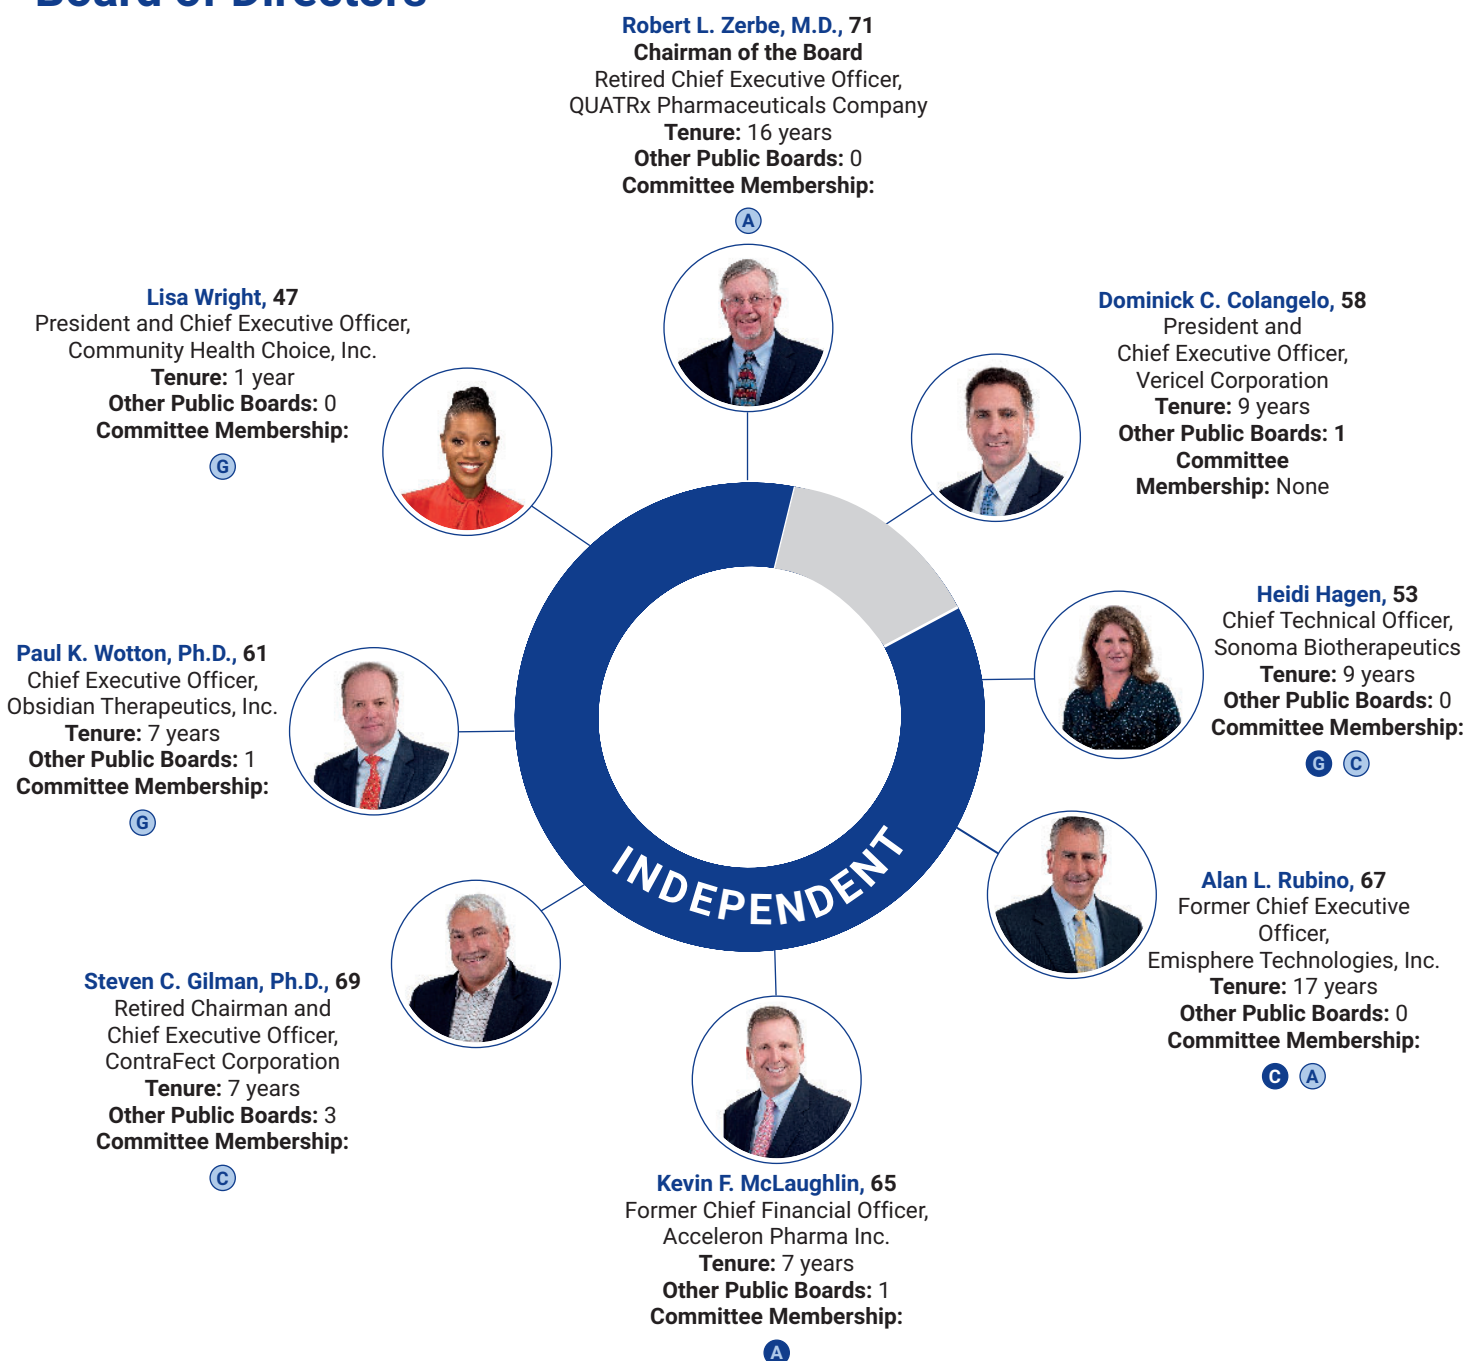 Board of Directors
Robert L. Zerbe, M.D., 71
Chairman of the Board
Retired Chief Executive Officer,
QUATRx Pharmaceuticals Company
Tenure: 16 years
Other Public Boards: 0
Committee Membership:
A
Lisa Wright, 47
President and Chief Executive Officer,
Community Health Choice, Inc.
Tenure: 1 year
Other Public Boards: 0
Committee Membership:
G
Dominick C. Colangelo, 58
President and
Chief Executive Officer,
Vericel Corporation
Tenure: 9 years
Other Public Boards: 1
Committee
Membership: None
Heidi Hagen, 53
Chief Technical Officer,
Sonoma Biotherapeutics
Tenure: 9 years
Other Public Boards: 0
Committee Membership:
G C
Paul K. Wotton, Ph.D., 61
Chief Executive Officer,
Obsidian Therapeutics, Inc.
Tenure: 7 years
Other Public Boards: 1
Committee Membership:
G
INDEPENDENT
Alan L. Rubino, 67
Former Chief Executive
Officer,
Emisphere Technologies, Inc.
Tenure: 17 years
Other Public Boards: 0
Committee Membership:
C A
Steven C. Gilman, Ph.D., 69
Retired Chairman and
Chief Executive Officer,
ContraFect Corporation
Tenure: 7 years
Other Public Boards: 3
Committee Membership:
C
Kevin F. McLaughlin, 65
Former Chief Financial Officer,
Acceleron Pharma Inc.
Tenure: 7 years
Other Public Boards: 1
Committee Membership:
A